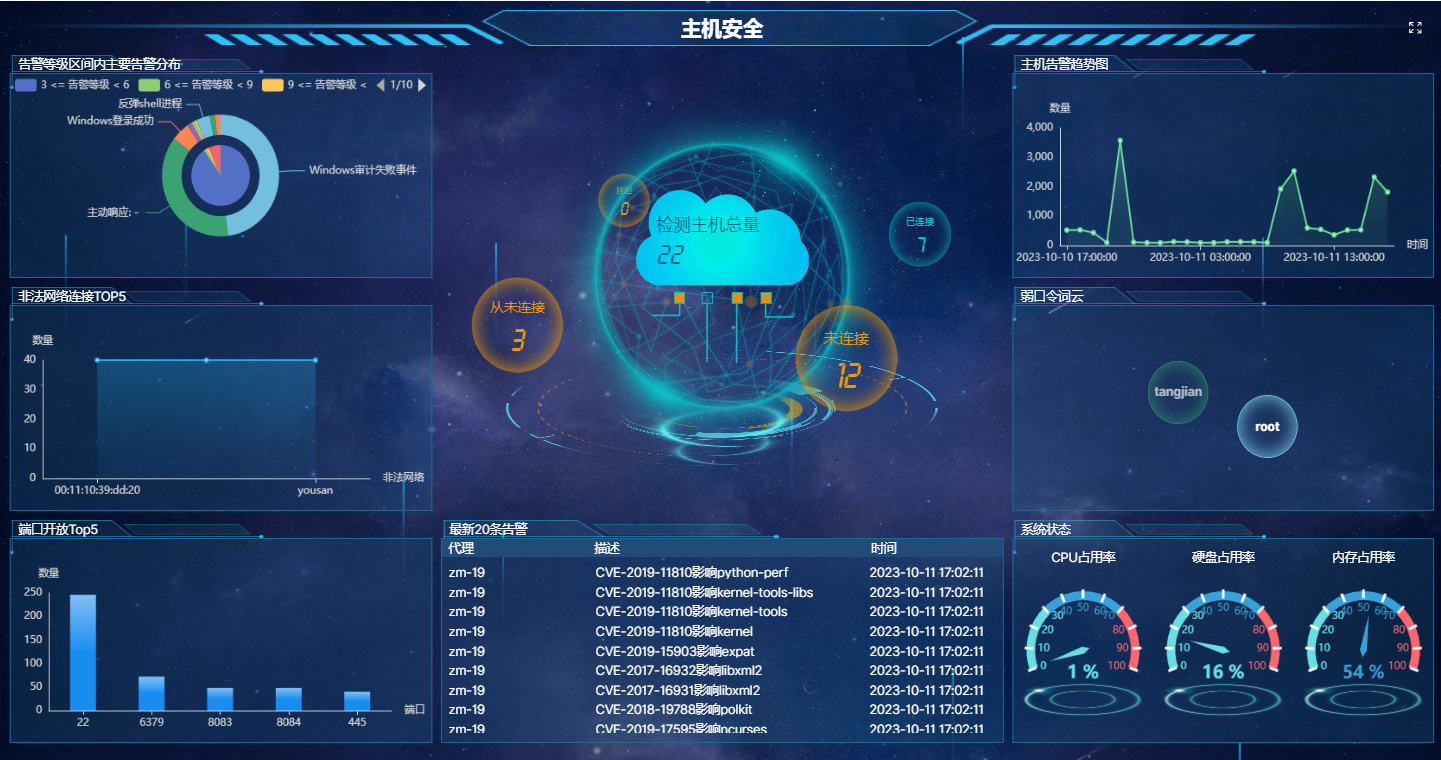 主机安全
告警等级区间内主要告警分布
3 <= 告警等级 < 6
6 <= 告警等级 < 9
9 <= 告警等级 <
1/10
反弹shell进程
Windows登录成功
Windows审计失败事件
主动响应: -
非法网络连接TOP5
数量
40
30
20
10
0
00:11:10:39:dd:20
yousan
非法网络
端口开放Top5
数量
250
200
150
100
50
0
22
6379
8083
8084
445
端口
0
检测主机总量
22
已连接
7
从未连接
3
未连接
12
最新20条告警
代理 描述 时间
zm-19 CVE-2019-11810影响python-perf 2023-10-11 17:02:11
zm-19 CVE-2019-11810影响kernel-tools-libs 2023-10-11 17:02:11
zm-19 CVE-2019-11810影响kernel-tools 2023-10-11 17:02:11
zm-19 CVE-2019-11810影响kernel 2023-10-11 17:02:11
zm-19 CVE-2019-15903影响expat 2023-10-11 17:02:11
zm-19 CVE-2017-16932影响libxml2 2023-10-11 17:02:11
zm-19 CVE-2017-16931影响libxml2 2023-10-11 17:02:11
zm-19 CVE-2018-19788影响polkit 2023-10-11 17:02:11
zm-19 CVE-2019-17595影响ncurses 2023-10-11 17:02:11
主机告警趋势图
数量
4,000
3,000
2,000
1,000
0
2023-10-10 17:00:00
2023-10-11 03:00:00
2023-10-11 13:00:00
时间
弱口令词云
tangjian
root
系统状态
CPU占用率
0 10 20 30 40 50 60 70 80 90 100
1 %
硬盘占用率
0 10 20 30 40 50 60 70 80 90 100
16 %
内存占用率
0 10 20 30 40 50 60 70 80 90 100
54 %